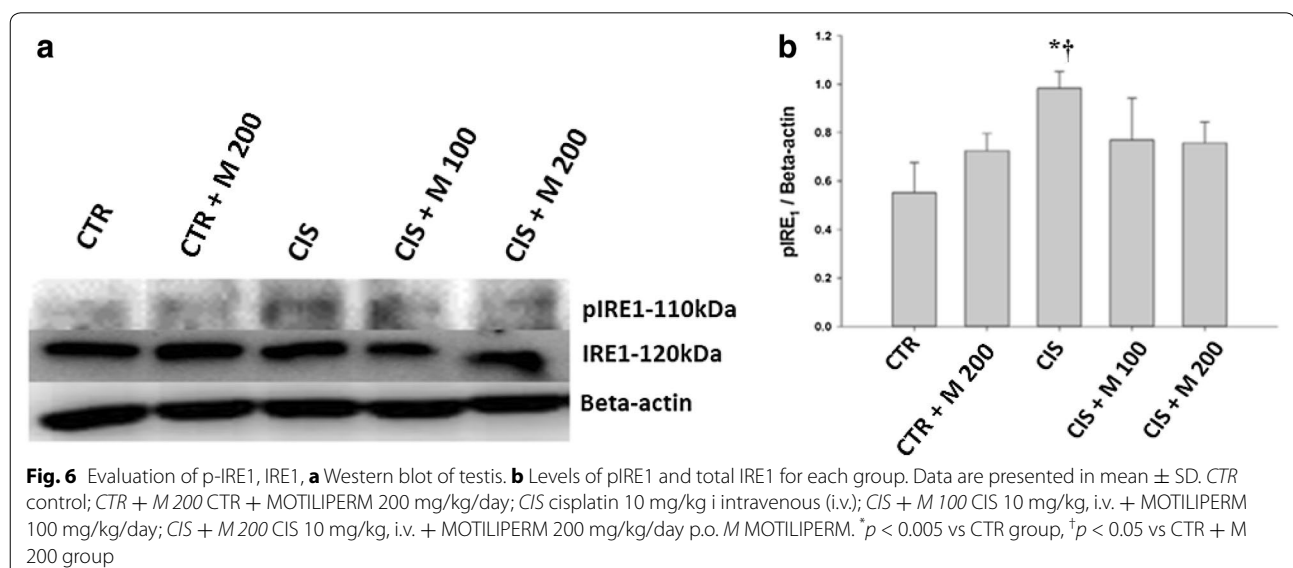 a
CTR
CTR + M 200
CIS
CIS + M 100
CIS + M 200
pIRE1-110kDa
IRE1-120kDa
Beta-actin
b
pIRE1 / Beta-actin
1.2
1.0
0.8
0.6
0.4
0.2
0.0
*†
CTR
CTR + M 200
CIS
CIS + M 100
CIS + M 200
Fig. 6 Evaluation of p-IRE1, IRE1, a Western blot of testis. b Levels of pIRE1 and total IRE1 for each group. Data are presented in mean ± SD. CTR
control; CTR + M 200 CTR + MOTILIPERM 200 mg/kg/day; CIS cisplatin 10 mg/kg i intravenous (i.v.); CIS + M 100 CIS 10 mg/kg, i.v. + MOTILIPERM
100 mg/kg/day; CIS + M 200 CIS 10 mg/kg, i.v. + MOTILIPERM 200 mg/kg/day p.o. M MOTILIPERM. *p < 0.005 vs CTR group, †p < 0.05 vs CTR + M
200 group